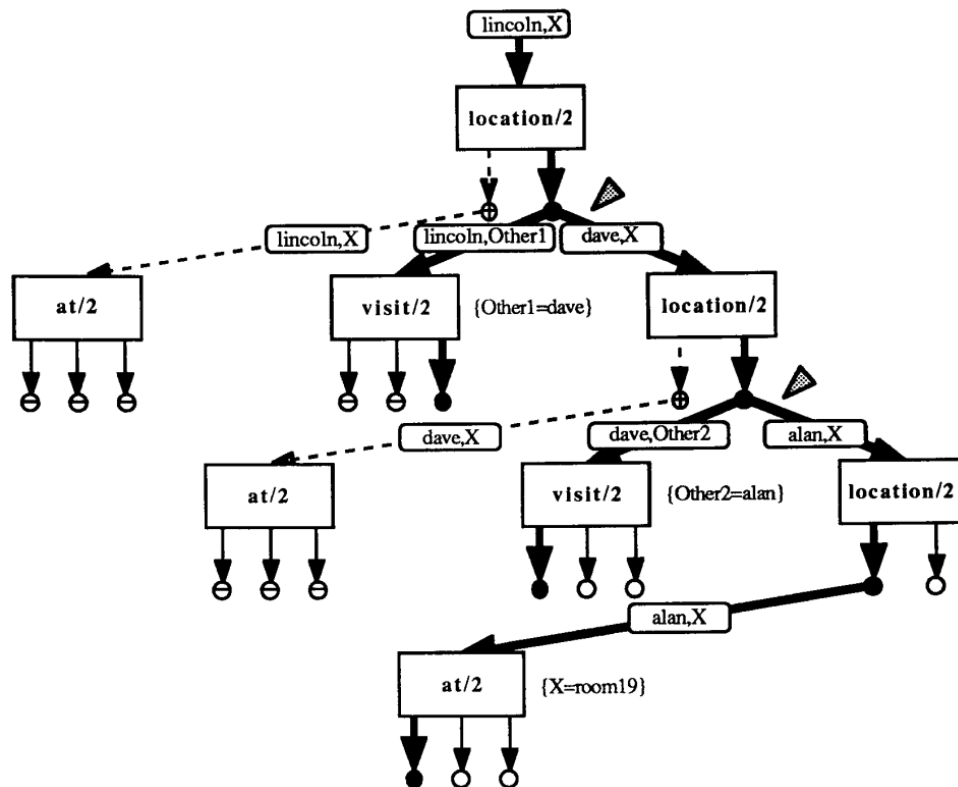 lincoln,X
location/2
lincoln,X
lincoln,Other1
dave,X
at/2
visit/2
{Other1=dave}
location/2
dave,X
dave,Other2
alan,X
at/2
visit/2
{Other2=alan}
location/2
alan,X
at/2
{X=room19}